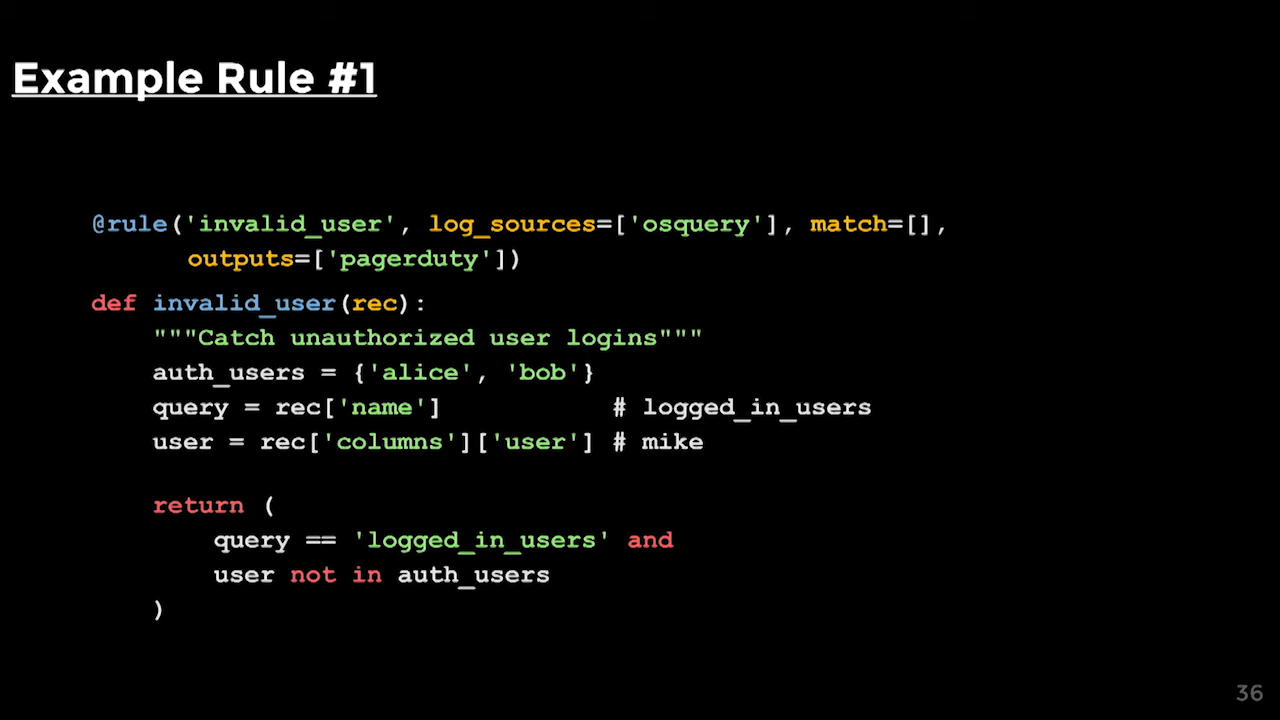 Example Rule #1
@rule('invalid_user', log_sources=['osquery'], match=[],
outputs=['pagerduty'])
def invalid_user(rec):
"""Catch unauthorized user logins"""
auth_users = {'alice', 'bob'}
query = rec['name'] # logged_in_users
user = rec['columns']['user'] # mike
return (
query == 'logged_in_users' and
user not in auth_users
)
36